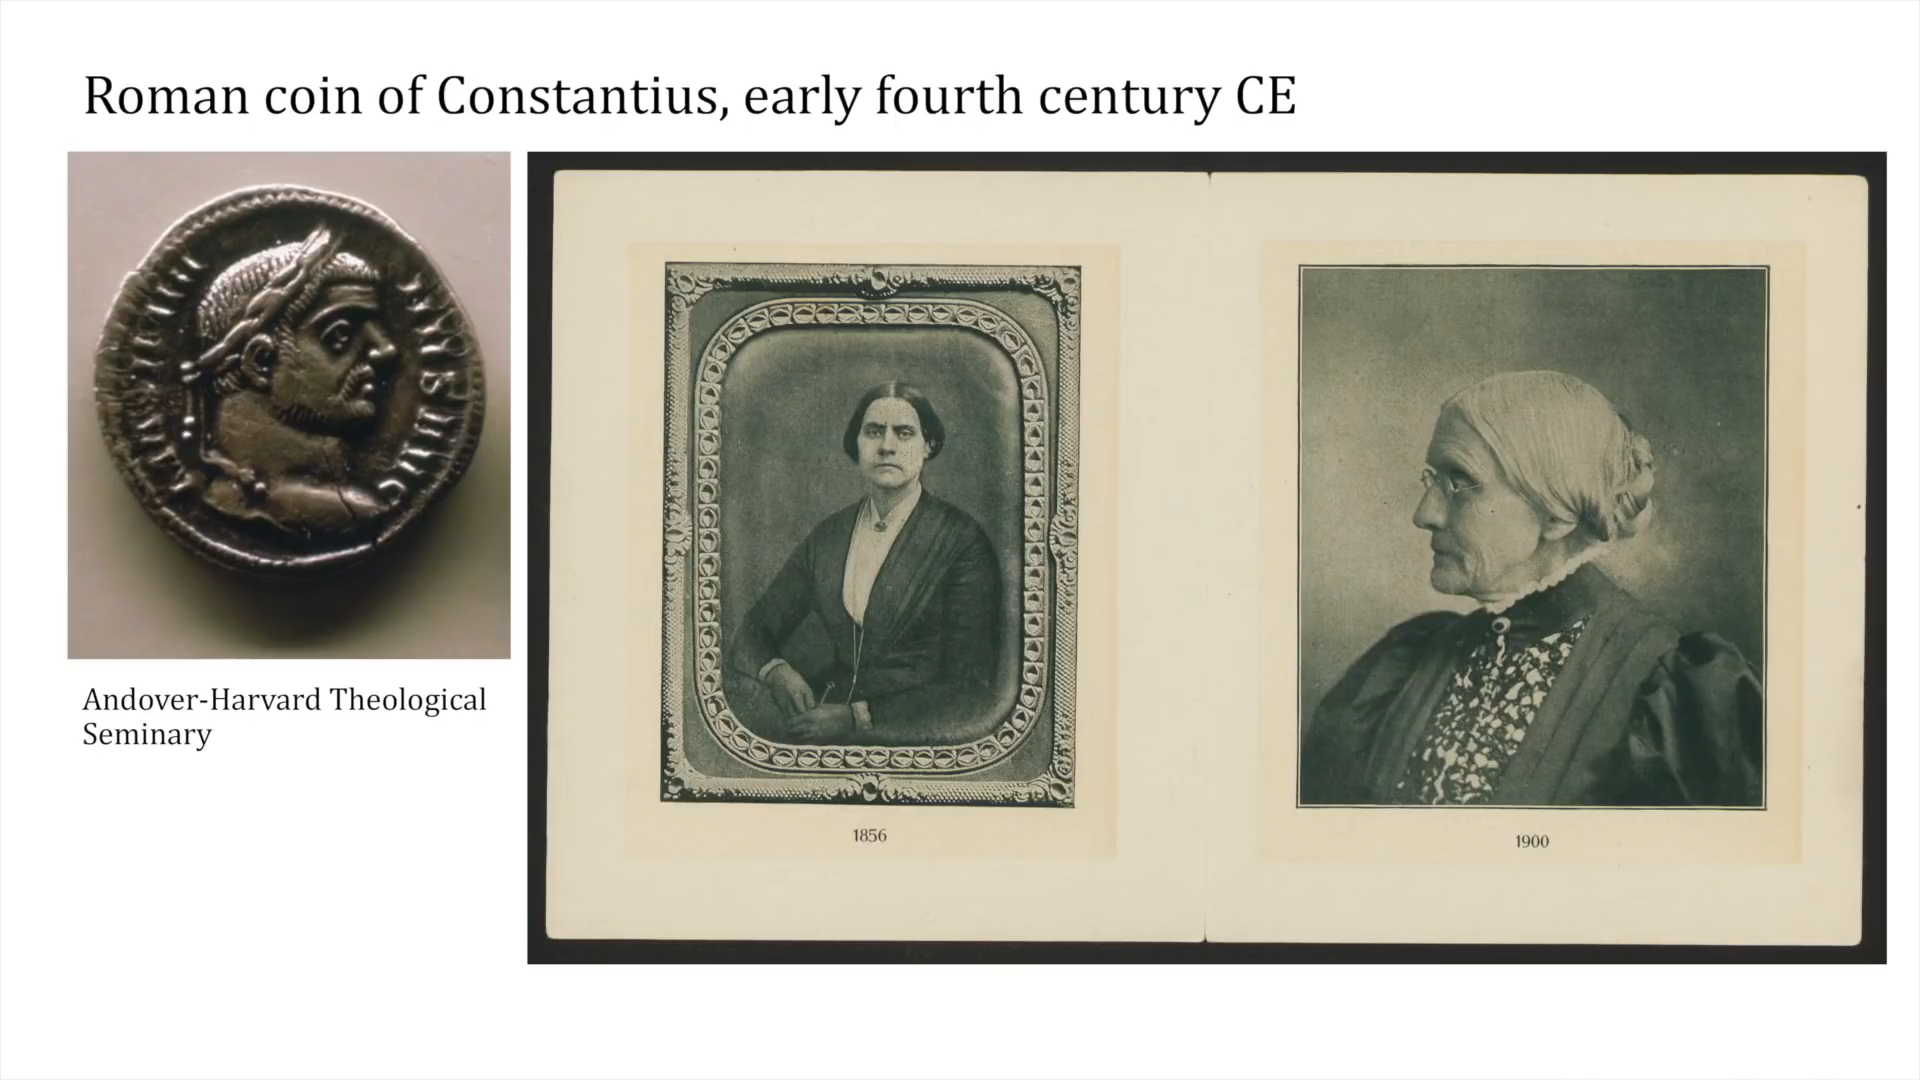 Roman coin of Constantius, early fourth century CE
Andover-Harvard Theological
Seminary
1856
1900